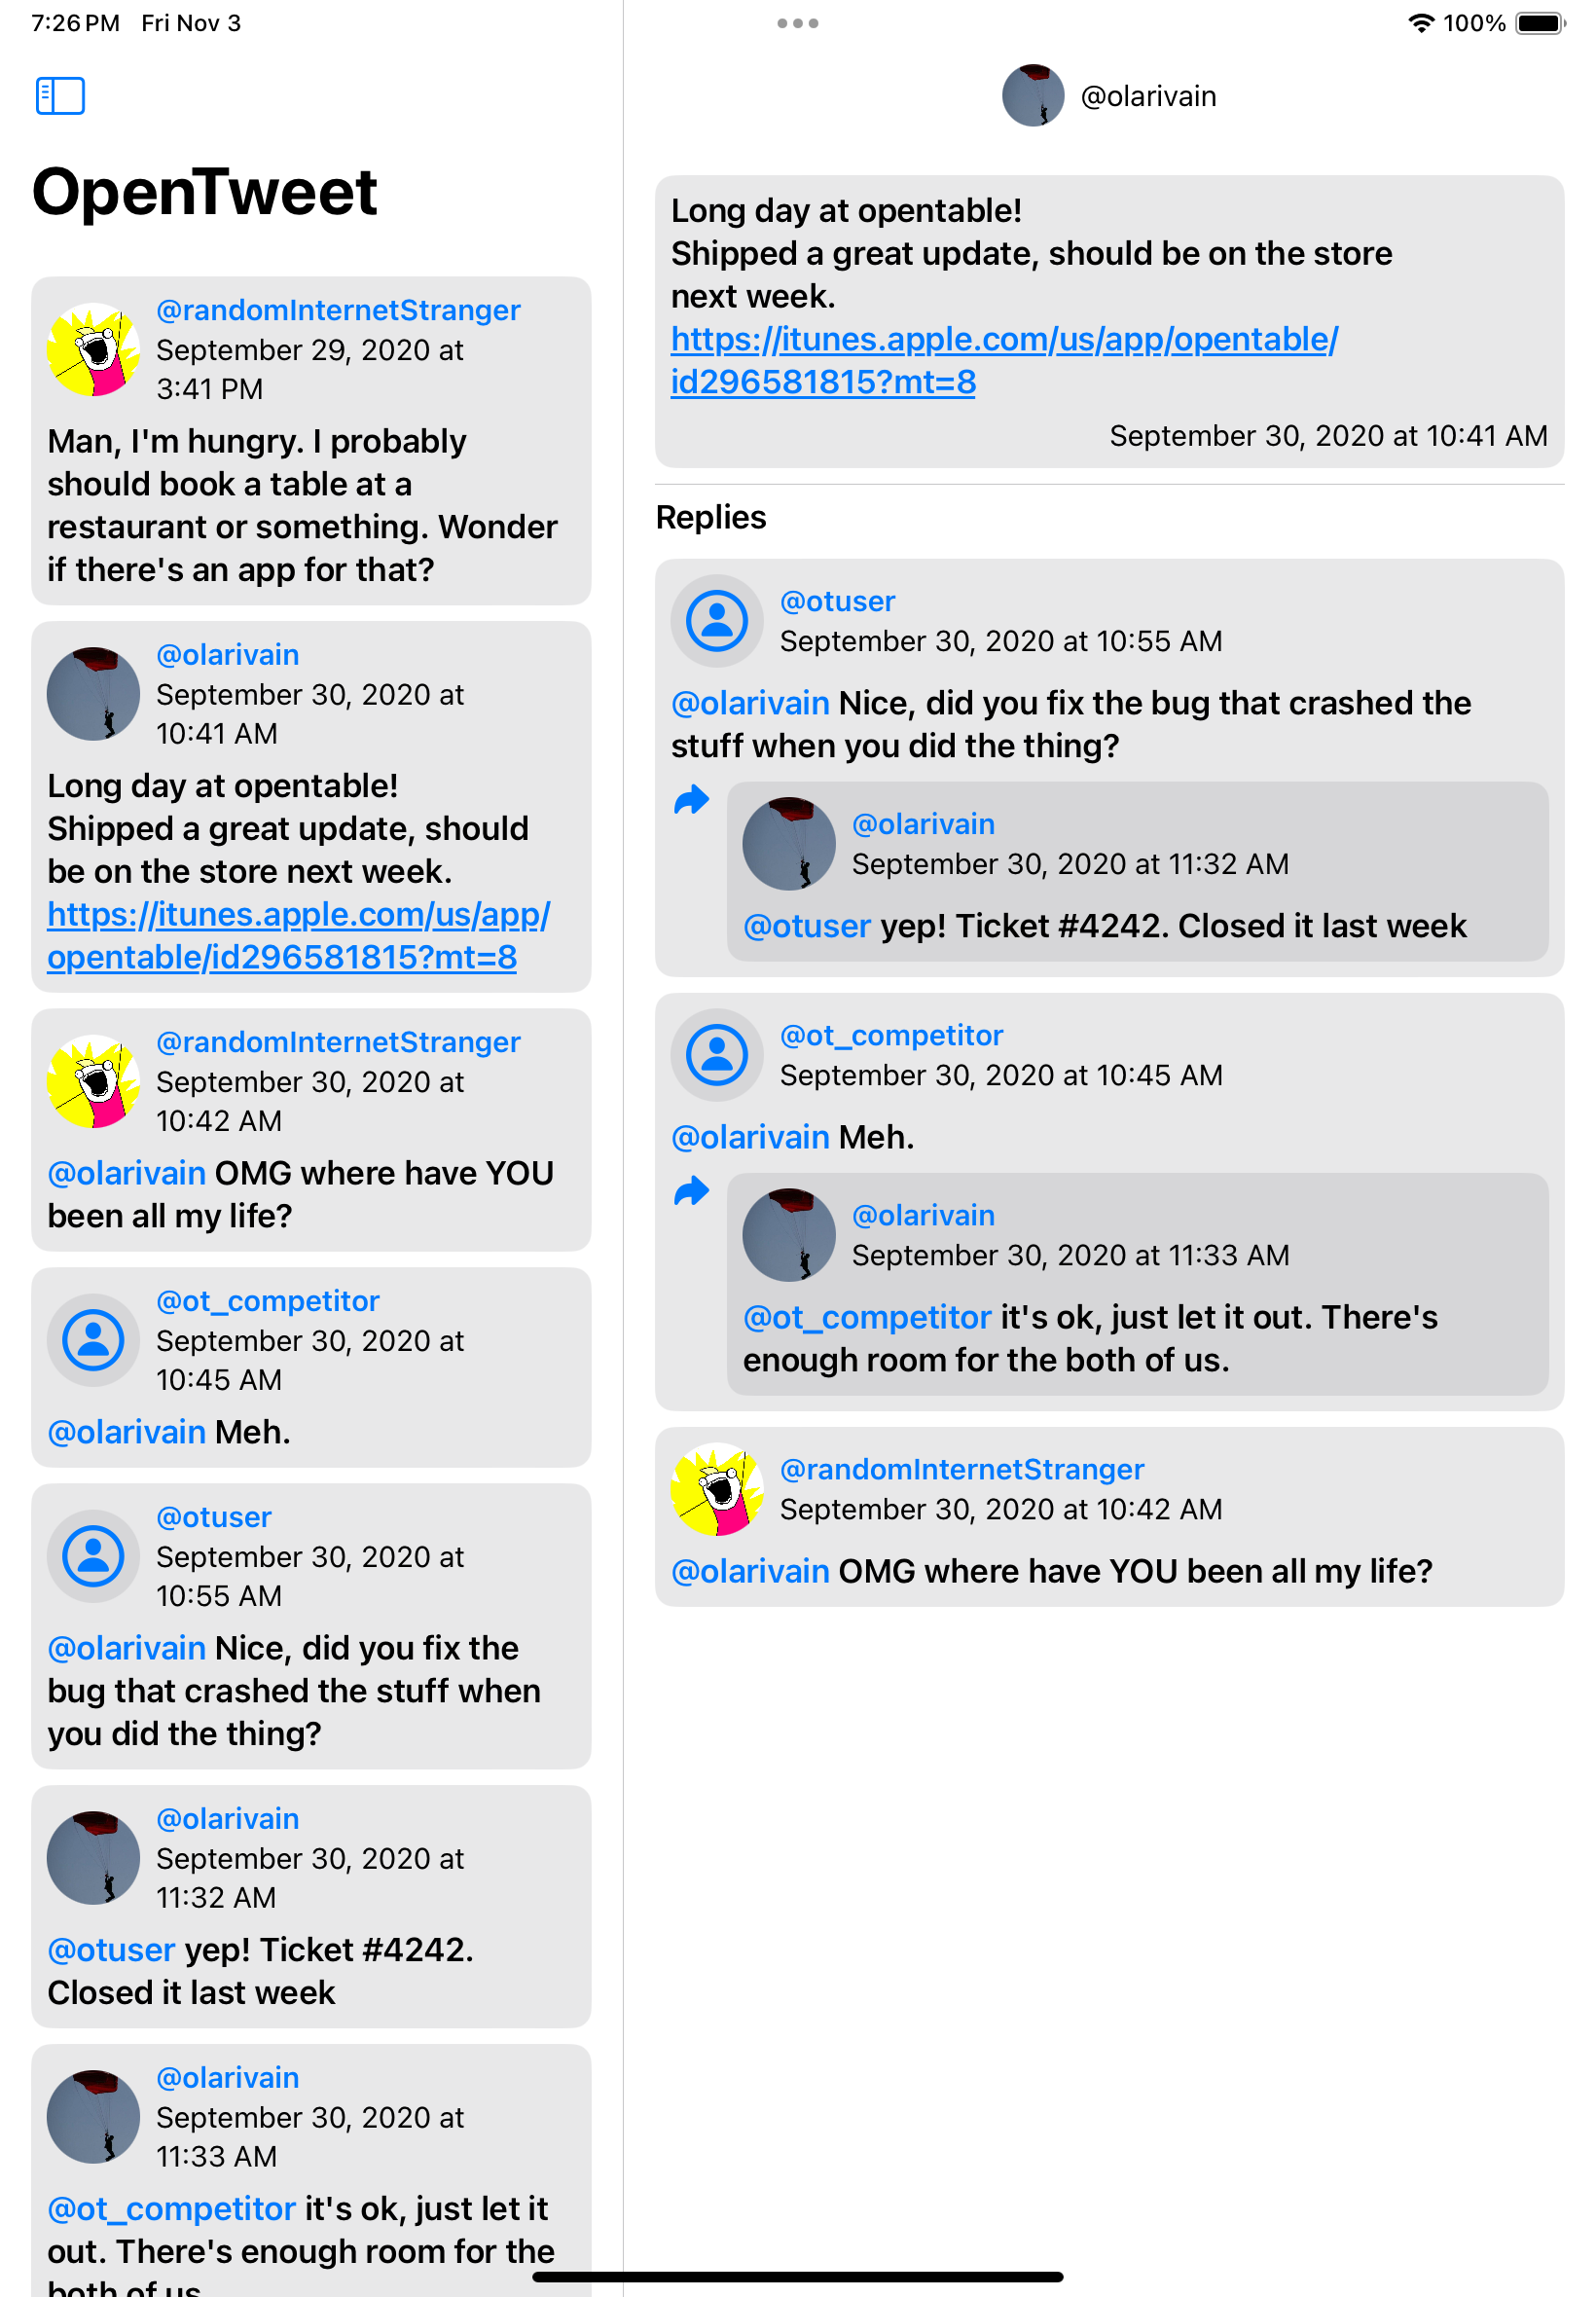 7:26 PM Fri Nov 3
100%
OpenTweet
@randomInternetStranger
September 29, 2020 at
3:41 PM
Man, I'm hungry. I probably
should book a table at a
restaurant or something. Wonder
if there's an app for that?
@olarivain
September 30, 2020 at
10:41 AM
Long day at opentable!
Shipped a great update, should
be on the store next week.
https://itunes.apple.com/us/app/
opentable/id296581815?mt=8
@randomInternetStranger
September 30, 2020 at
10:42 AM
@olarivain OMG where have YOU
been all my life?
@ot_competitor
September 30, 2020 at
10:45 AM
@olarivain Meh.
@otuser
September 30, 2020 at
10:55 AM
@olarivain Nice, did you fix the
bug that crashed the stuff when
you did the thing?
@olarivain
September 30, 2020 at
11:32 AM
@otuser yep! Ticket #4242.
Closed it last week
@olarivain
September 30, 2020 at
11:33 AM
@ot_competitor it's ok, just let it
out. There's enough room for the
both of us.
@olarivain
Long day at opentable!
Shipped a great update, should be on the store
next week.
https://itunes.apple.com/us/app/opentable/
id296581815?mt=8
September 30, 2020 at 10:41 AM
Replies
@otuser
September 30, 2020 at 10:55 AM
@olarivain Nice, did you fix the bug that crashed the
stuff when you did the thing?
@olarivain
September 30, 2020 at 11:32 AM
@otuser yep! Ticket #4242. Closed it last week
@ot_competitor
September 30, 2020 at 10:45 AM
@olarivain Meh.
@olarivain
September 30, 2020 at 11:33 AM
@ot_competitor it's ok, just let it out. There's
enough room for the both of us.
@randomInternetStranger
September 30, 2020 at 10:42 AM
@olarivain OMG where have YOU been all my life?